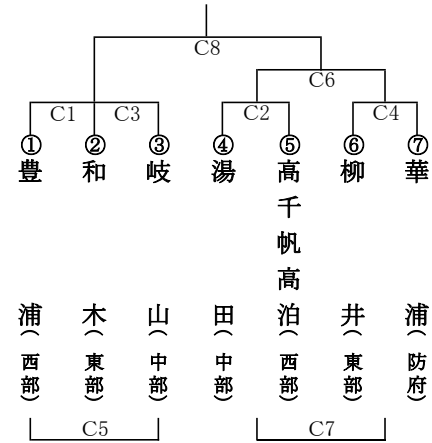 C8
C6
C1 C3 C2 C4
①豊浦（西部）
②和木（東部）
③岐山（中部）
④湯田（中部）
⑤高千帆高泊（西部）
⑥柳井（東部）
⑦華浦（防府）
C5 C7